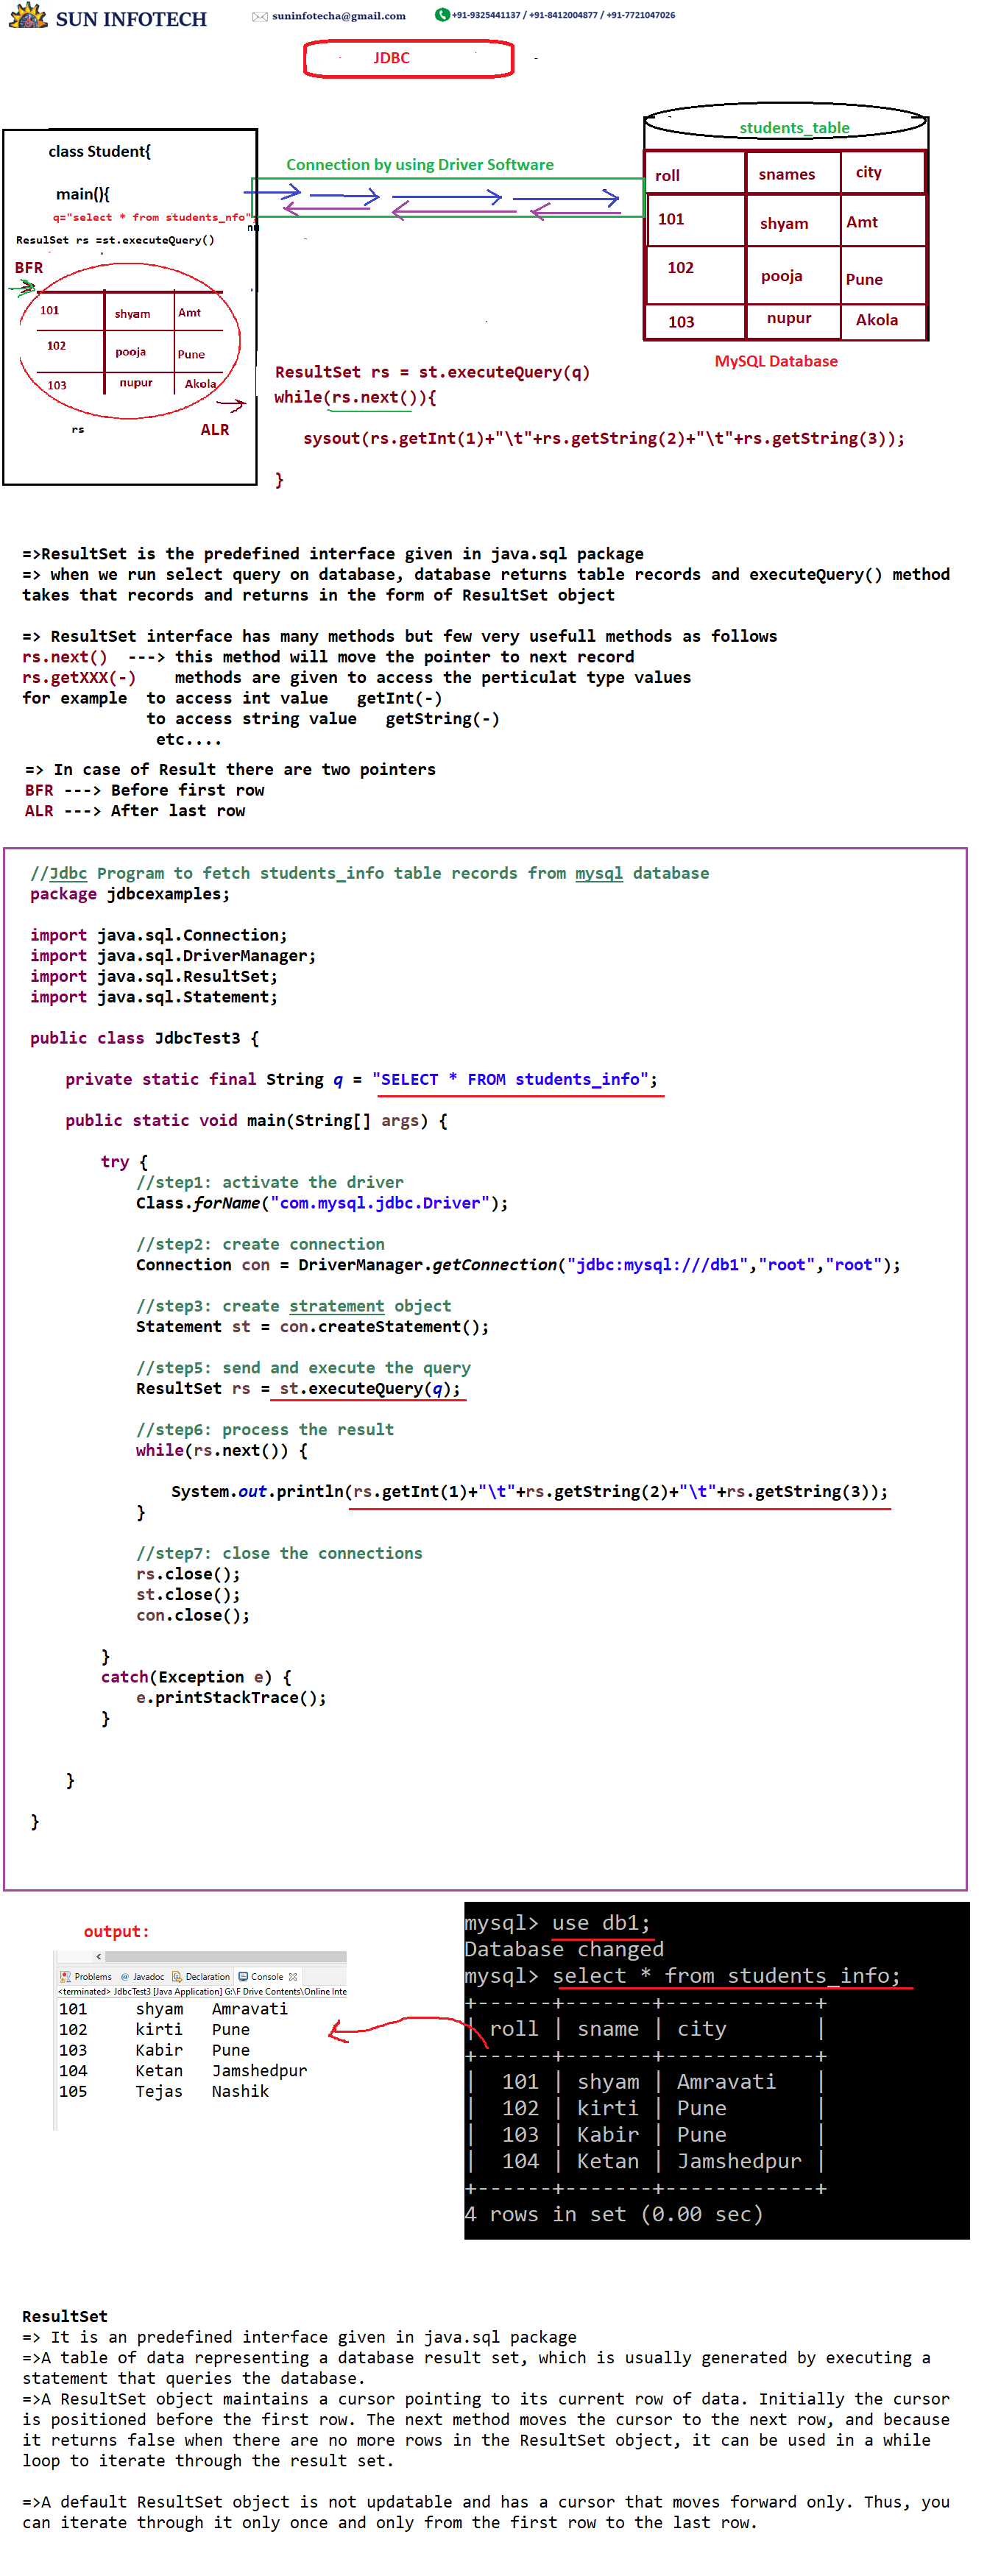 SUN INFOTECH
suninfotecha@gmail.com
+91-9325441137 / +91-8412004877 / +91-7721047026
JDBC
class Student{
main(){
q="select * from students_nfo";
ResulSet rs =st.executeQuery()
BFR
101 shyam Amt
102 pooja Pune
103 nupur Akola
rs
ALR
Connection by using Driver Software
students_table
roll snames city
101 shyam Amt
102 pooja Pune
103 nupur Akola
MySQL Database
ResultSet rs = st.executeQuery(q)
while(rs.next()){
sysout(rs.getInt(1)+"\t"+rs.getString(2)+"\t"+rs.getString(3));
}
=>ResultSet is the predefined interface given in java.sql package
=> when we run select query on database, database returns table records and executeQuery() method
takes that records and returns in the form of ResultSet object
=> ResultSet interface has many methods but few very usefull methods as follows
rs.next() ---> this method will move the pointer to next record
rs.getXXX(-) methods are given to access the perticulat type values
for example to access int value getInt(-)
to access string value getString(-)
etc....
=> In case of Result there are two pointers
BFR ---> Before first row
ALR ---> After last row
//Jdbc Program to fetch students_info table records from mysql database
package jdbcexamples;
import java.sql.Connection;
import java.sql.DriverManager;
import java.sql.ResultSet;
import java.sql.Statement;
public class JdbcTest3 {
private static final String q = "SELECT * FROM students_info";
public static void main(String[] args) {
try {
//step1: activate the driver
Class.forName("com.mysql.jdbc.Driver");
//step2: create connection
Connection con = DriverManager.getConnection("jdbc:mysql:///db1","root","root");
//step3: create stratement object
Statement st = con.createStatement();
//step5: send and execute the query
ResultSet rs = st.executeQuery(q);
//step6: process the result
while(rs.next()) {
System.out.println(rs.getInt(1)+"\t"+rs.getString(2)+"\t"+rs.getString(3));
}
//step7: close the connections
rs.close();
st.close();
con.close();
}
catch(Exception e) {
e.printStackTrace();
}
}
}
output:
Problems @ Javadoc Declaration Console
<terminated> JdbcTest3 [Java Application] G:\F Drive Contents\Online Inte
101 shyam Amravati
102 kirti Pune
103 Kabir Pune
104 Ketan Jamshedpur
105 Tejas Nashik
mysql> use db1;
Database changed
mysql> select * from students_info;
+------+-------+------------+
| roll | sname | city |
+------+-------+------------+
| 101 | shyam | Amravati |
| 102 | kirti | Pune |
| 103 | Kabir | Pune |
| 104 | Ketan | Jamshedpur |
+------+-------+------------+
4 rows in set (0.00 sec)
ResultSet
=> It is an predefined interface given in java.sql package
=>A table of data representing a database result set, which is usually generated by executing a
statement that queries the database.
=>A ResultSet object maintains a cursor pointing to its current row of data. Initially the cursor
is positioned before the first row. The next method moves the cursor to the next row, and because
it returns false when there are no more rows in the ResultSet object, it can be used in a while
loop to iterate through the result set.
=>A default ResultSet object is not updatable and has a cursor that moves forward only. Thus, you
can iterate through it only once and only from the first row to the last row.